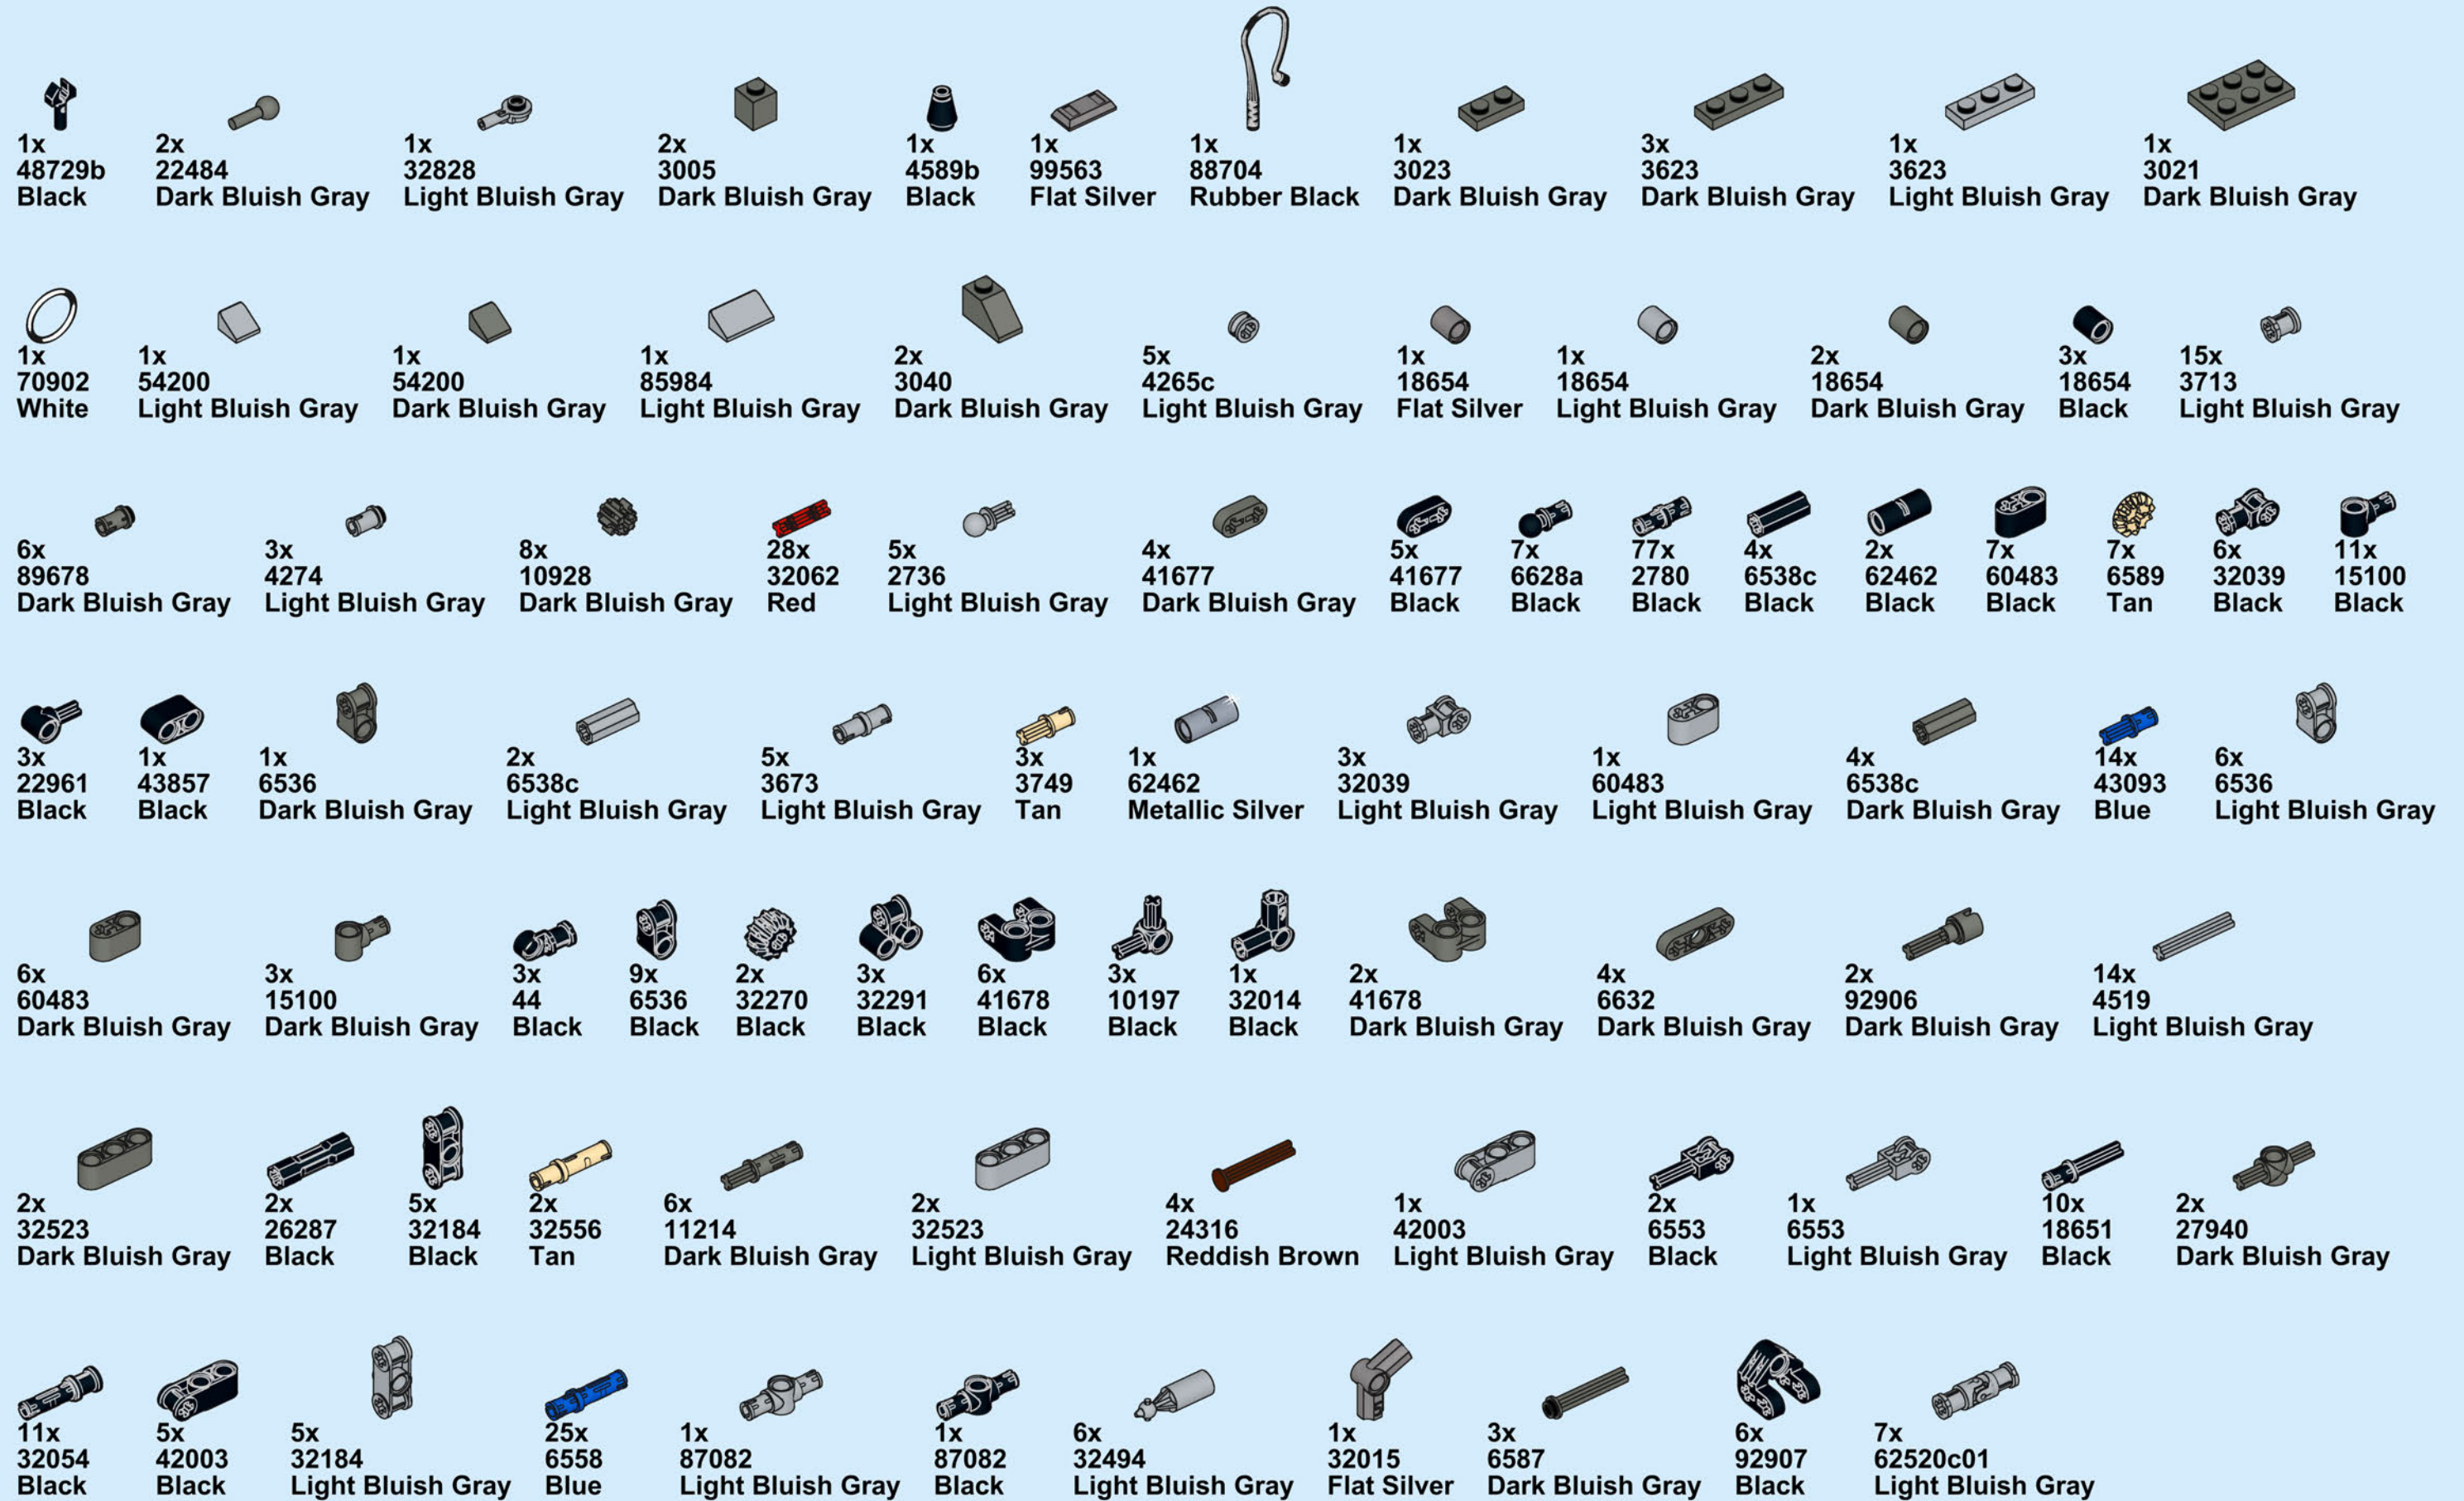 1x
48729b
Black
2x
22484
Dark Bluish Gray
1x
32828
Light Bluish Gray
2x
3005
Dark Bluish Gray
1x
4589b
Black
1x
99563
Flat Silver
1x
88704
Rubber Black
1x
3023
Dark Bluish Gray
3x
3623
Dark Bluish Gray
1x
3623
Light Bluish Gray
1x
3021
Dark Bluish Gray
1x
70902
White
1x
54200
Light Bluish Gray
1x
54200
Dark Bluish Gray
1x
85984
Light Bluish Gray
2x
3040
Dark Bluish Gray
5x
4265c
Light Bluish Gray
1x
18654
Flat Silver
1x
18654
Light Bluish Gray
2x
18654
Dark Bluish Gray
3x
18654
Black
15x
3713
Light Bluish Gray
6x
89678
Dark Bluish Gray
3x
4274
Light Bluish Gray
8x
10928
Dark Bluish Gray
28x
32062
Red
5x
2736
Light Bluish Gray
4x
41677
Dark Bluish Gray
5x
41677
Black
7x
6628a
Black
77x
2780
Black
4x
6538c
Black
2x
62462
Black
7x
60483
Black
7x
6589
Tan
6x
32039
Black
11x
15100
Black
3x
22961
Black
1x
43857
Black
1x
6536
Dark Bluish Gray
2x
6538c
Light Bluish Gray
5x
3673
Light Bluish Gray
3x
3749
Tan
1x
62462
Metallic Silver
3x
32039
Light Bluish Gray
1x
60483
Light Bluish Gray
4x
6538c
Dark Bluish Gray
14x
43093
Blue
6x
6536
Light Bluish Gray
6x
60483
Dark Bluish Gray
3x
15100
Dark Bluish Gray
3x
44
Black
9x
6536
Black
2x
32270
Black
3x
32291
Black
6x
41678
Black
3x
10197
Black
1x
32014
Black
2x
41678
Dark Bluish Gray
4x
6632
Dark Bluish Gray
2x
92906
Dark Bluish Gray
14x
4519
Light Bluish Gray
2x
32523
Dark Bluish Gray
2x
26287
Black
5x
32184
Black
2x
32556
Tan
6x
11214
Dark Bluish Gray
2x
32523
Light Bluish Gray
4x
24316
Reddish Brown
1x
42003
Light Bluish Gray
2x
6553
Black
1x
6553
Light Bluish Gray
10x
18651
Black
2x
27940
Dark Bluish Gray
11x
32054
Black
5x
42003
Black
5x
32184
Light Bluish Gray
25x
6558
Blue
1x
87082
Light Bluish Gray
1x
87082
Black
6x
32494
Light Bluish Gray
1x
32015
Flat Silver
3x
6587
Dark Bluish Gray
6x
92907
Black
7x
62520c01
Light Bluish Gray